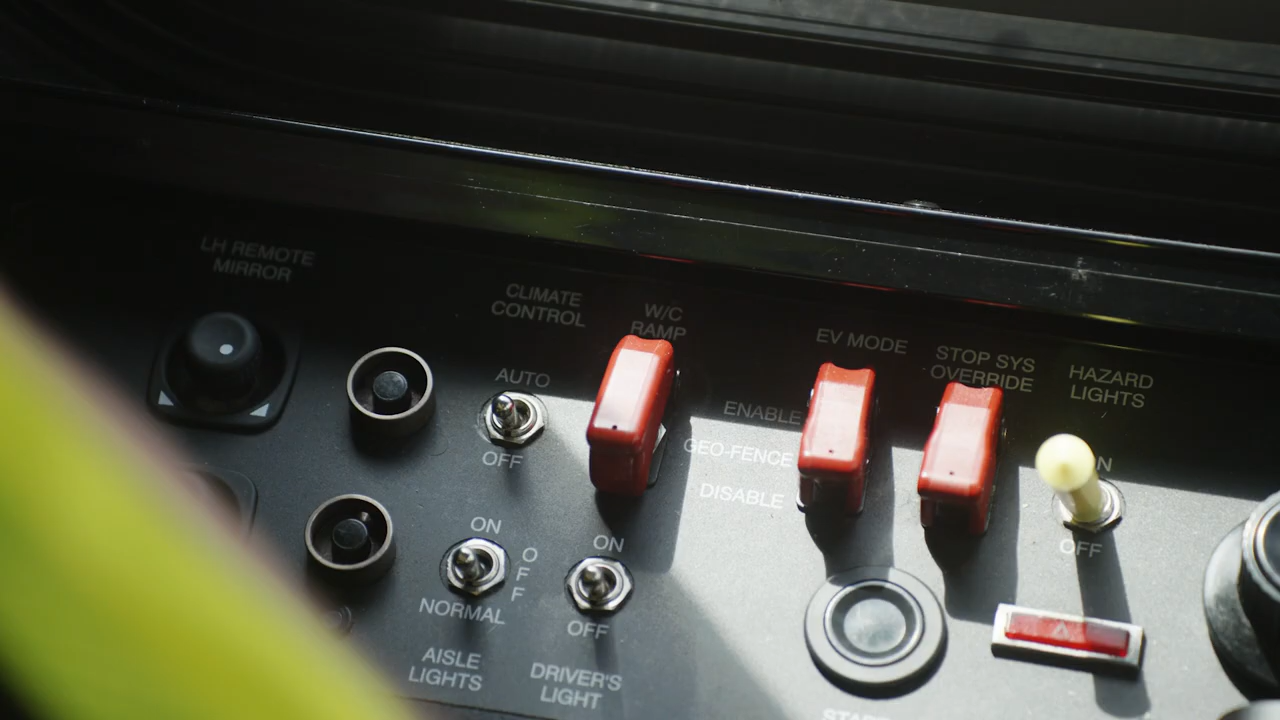 LH REMOTE
MIRROR
CLIMATE
CONTROL
W/C
RAMP
EV MODE
STOP SYS
OVERRIDE
HAZARD
LIGHTS
AUTO
OFF
ENABLE
GEO-FENCE
DISABLE
OFF
ON
OFF
NORMAL
AISLE
LIGHTS
ON
OFF
DRIVER'S
LIGHT